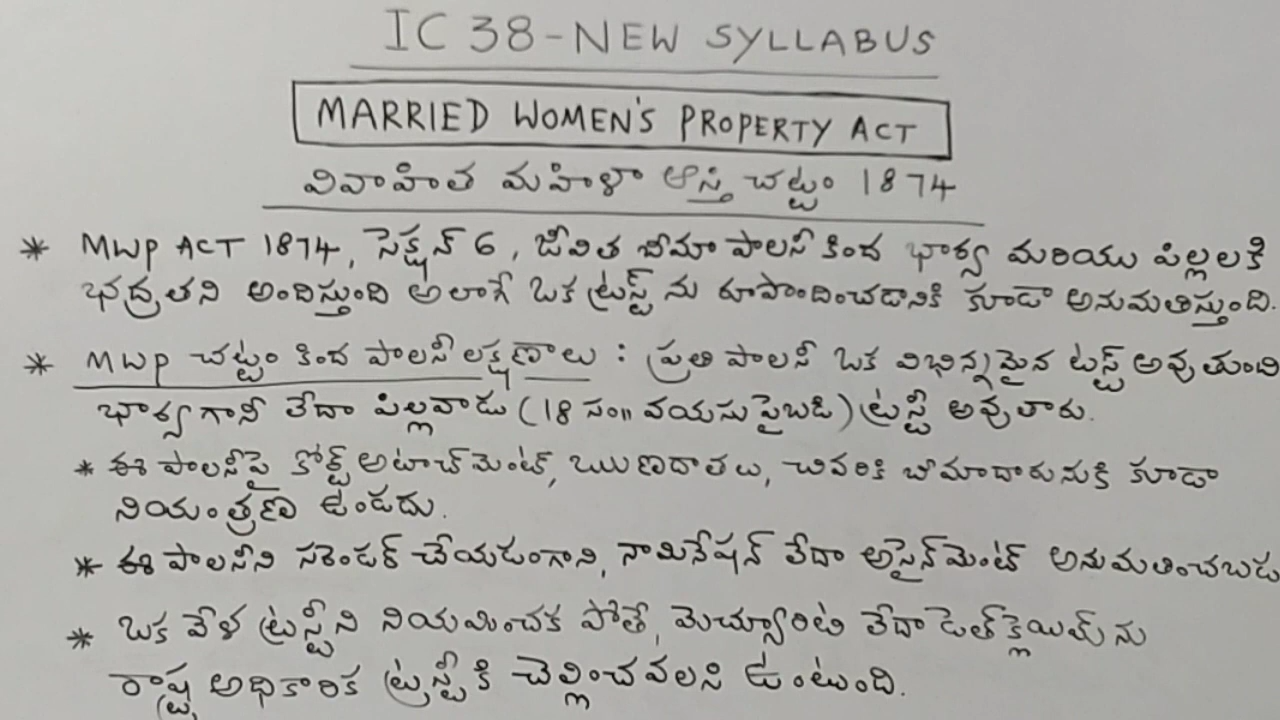 IC 38 - NEW SYLLABUS
MARRIED WOMEN'S PROPERTY ACT
వివాహిత మహిళా ఆస్తి చట్టం 1874
* MWP ACT 1874, సెక్షన్ 6, జీవిత బీమా పాలసీ కింద భార్య మరియు పిల్లలకి
భద్రతని అందిస్తుంది అలాగే ఒక ట్రస్ట్ ను రూపొందించడానికి కూడా అనుమతిస్తుంది.
* MWP చట్టం కింద పాలసీ లక్షణాలు : ప్రతి పాలసీ ఒక విభిన్నమైన ట్రస్ట్ అవుతుంది
భార్య గానీ లేదా పిల్లవాడు (18 సం॥ వయసు పైబడి) ట్రస్టీ అవుతారు.
* ఈ పాలసీపై కోర్ట్ అటాచ్‌మెంట్, ఋణదాతలు, చివరికి బీమాదారునుకి కూడా
నియంత్రణా ఉండదు.
* ఈ పాలసీని సరెండర్ చేయడంగాని, నామినేషన్ లేదా అసైన్‌మెంట్ అనుమతించబడ
* ఒక వేళ ట్రస్టీని నియమించక పోతే, మెచ్యూరిటి లేదా డెత్ క్లెయిమ్ ను
రాష్ట్ర అధికారిక ట్రస్టీకి చెల్లించవలసి ఉంటుంది.